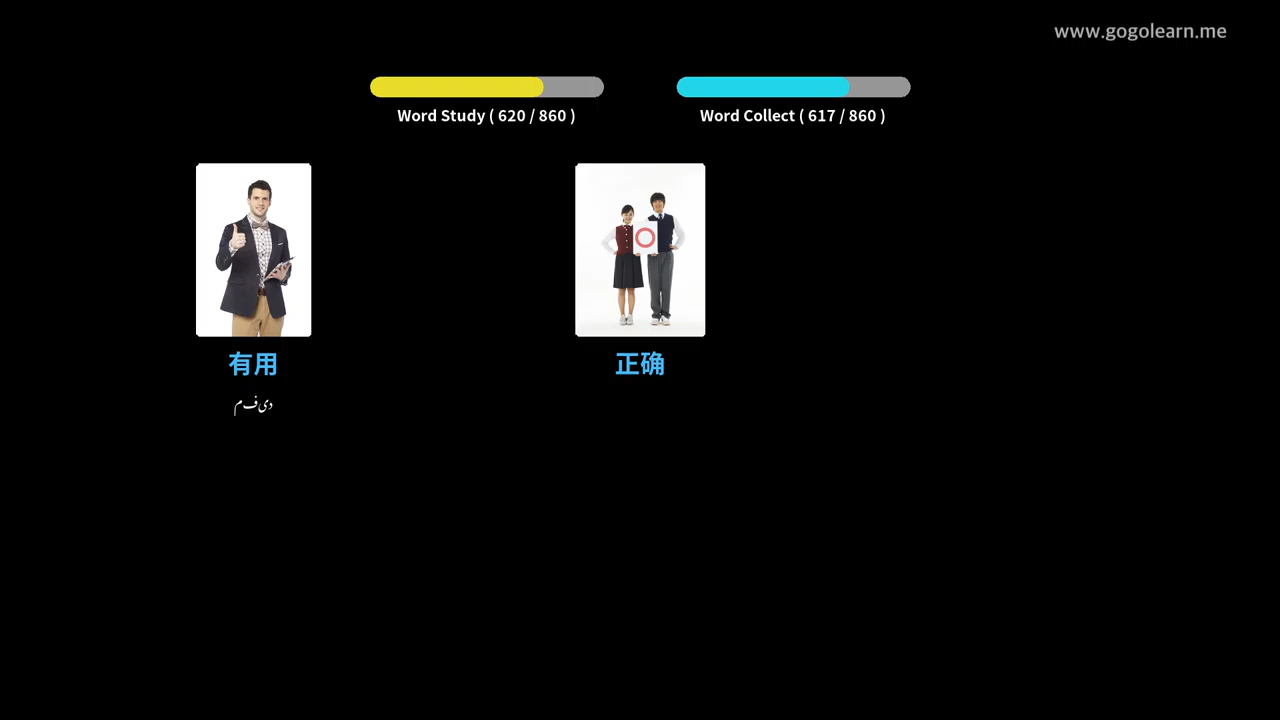 www.gogolearn.me
Word Study ( 620 / 860 )
Word Collect ( 617 / 860 )
有用
正确
مفید